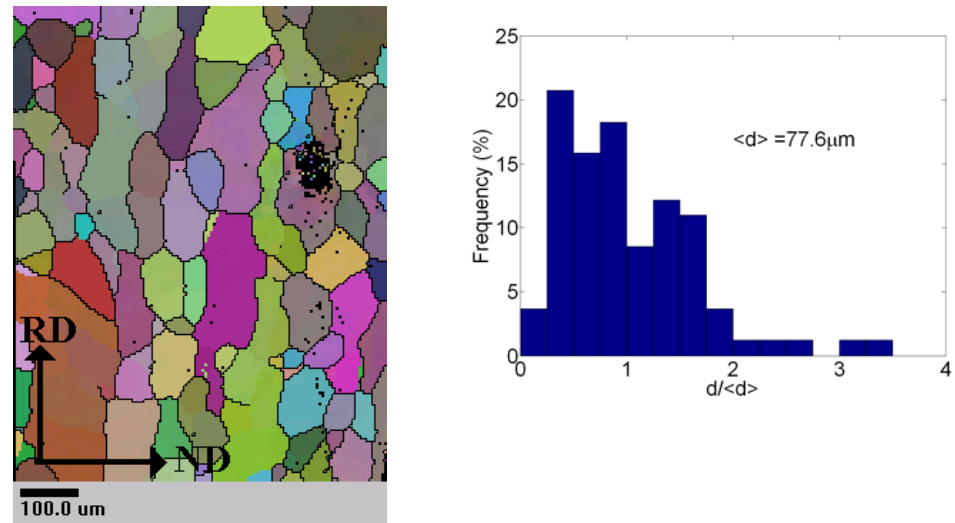 RD
ND
100.0 um
25
20
15
10
5
0
Frequency (%)
<d> =77.6μm
0 1 2 3 4
d/<d>